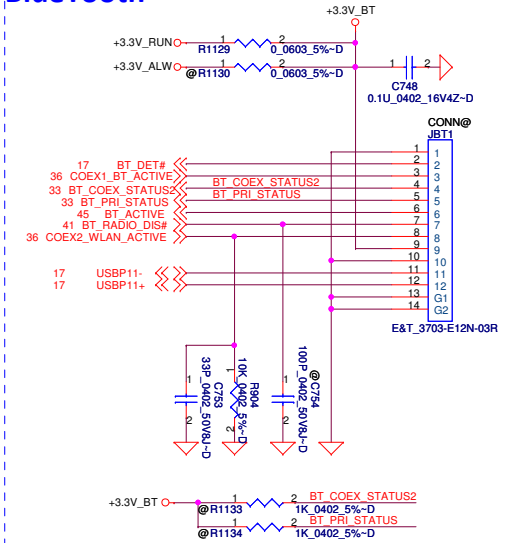 BlueTooth
+3.3V_BT
+3.3V_RUN 1 2
R1129 0_0603_5%~D
+3.3V_ALW 1 2
@R1130 0_0603_5%~D
1 2
C748
0.1U_0402_16V4Z~D
CONN@
JBT1
1 1
17 BT_DET# 2 2
36 COEX1_BT_ACTIVE 3 3
33 BT_COEX_STATUS2 BT_COEX_STATUS2 4 4
33 BT_PRI_STATUS BT_PRI_STATUS 5 5
45 BT_ACTIVE 6 6
41 BT_RADIO_DIS# 7 7
36 COEX2_WLAN_ACTIVE 8 8
9 9
10 10
17 USBP11- 11 11
17 USBP11+ 12 12
13 G1
14 G2
E&T_3703-E12N-03R
1 2
C753
33P_0402_50V8J~D
1 2
R904
10K_0402_5%~D
1 2
@C754
100P_0402_50V8J~D
+3.3V_BT 1 2 BT_COEX_STATUS2
@R1133 1K_0402_5%~D
1 2 BT_PRI_STATUS
@R1134 1K_0402_5%~D